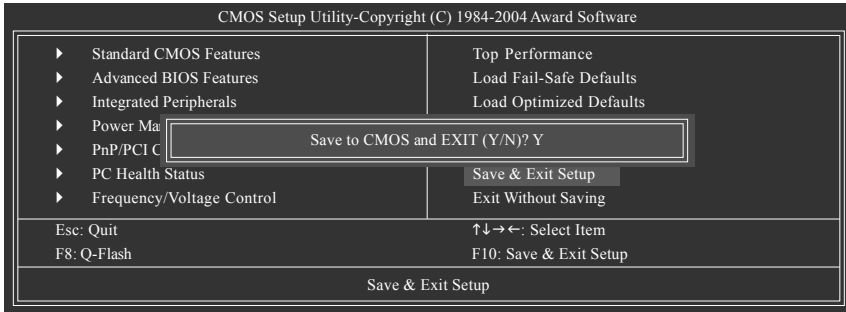 CMOS Setup Utility-Copyright (C) 1984-2004 Award Software
Standard CMOS Features
Advanced BIOS Features
Integrated Peripherals
Power
PnP/PCI
PC Health Status
Frequency/Voltage Control
Top Performance
Load Fail-Safe Defaults
Load Optimized Defaults
Save to CMOS and EXIT (Y/N)? Y
Save & Exit Setup
Exit Without Saving
Esc: Quit
↑↓→←: Select Item
F8: Q-Flash
F10: Save & Exit Setup
Save & Exit Setup